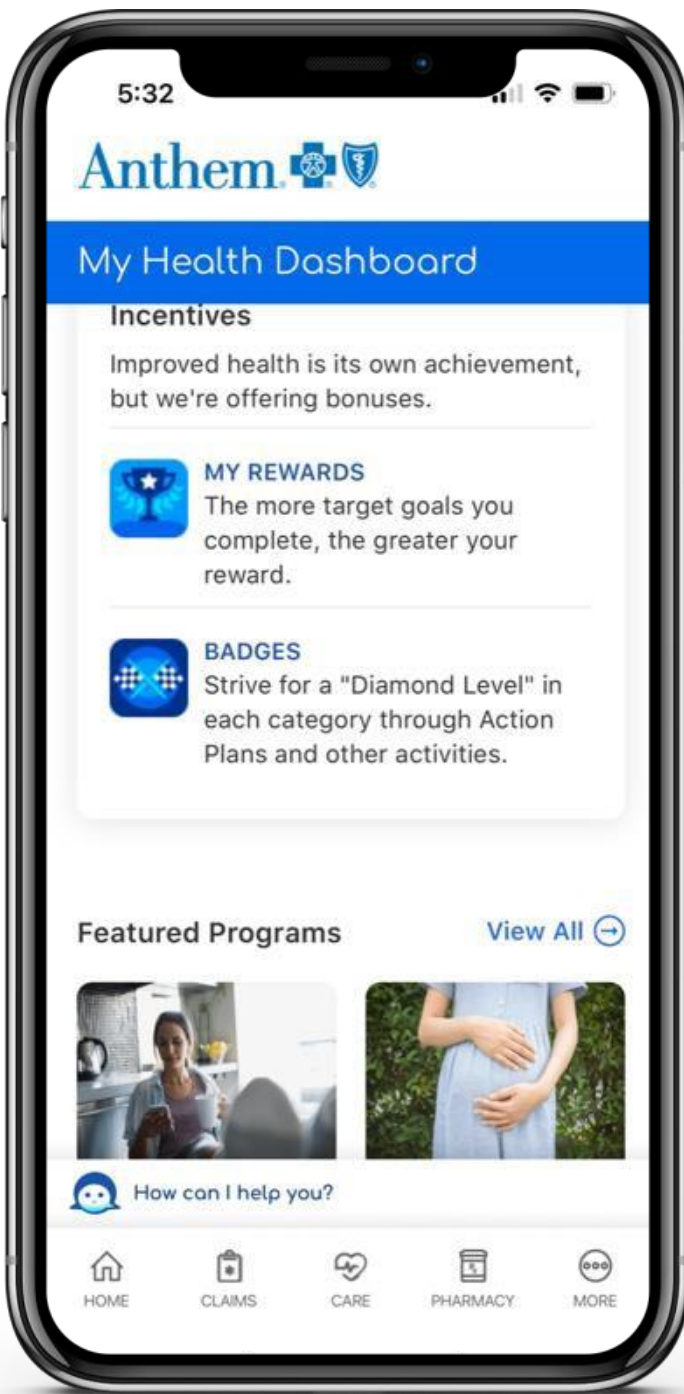 5:32
Anthem.
My Health Dashboard
Incentives
Improved health is its own achievement,
but we're offering bonuses.
MY REWARDS
The more target goals you
complete, the greater your
reward.
BADGES
Strive for a "Diamond Level" in
each category through Action
Plans and other activities.
Featured Programs
View All
How can I help you?
HOME
CLAIMS
CARE
PHARMACY
MORE